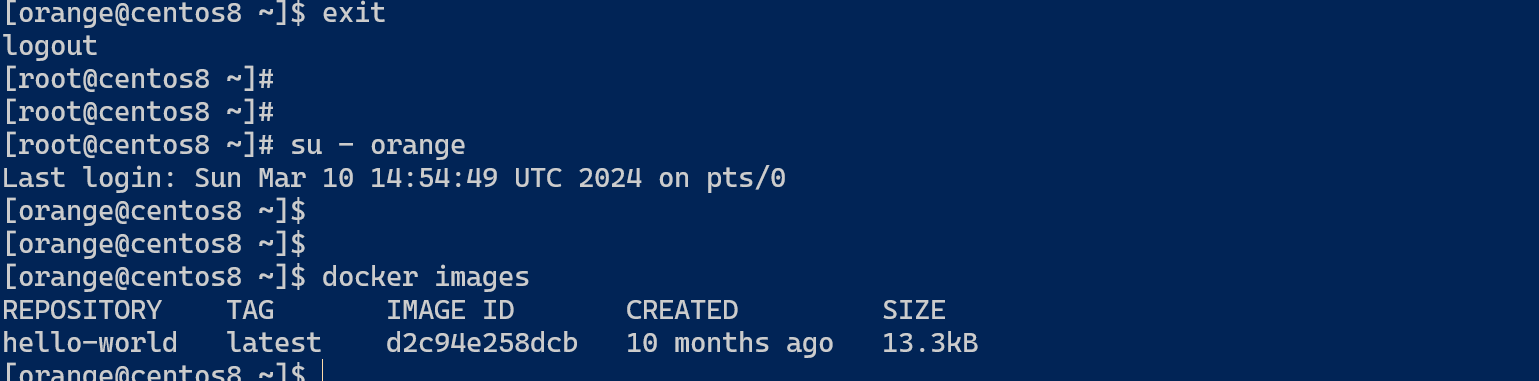 [orange@centos8 ~]$ exit
logout
[root@centos8 ~]#
[root@centos8 ~]#
[root@centos8 ~]# su - orange
Last login: Sun Mar 10 14:54:49 UTC 2024 on pts/0
[orange@centos8 ~]$
[orange@centos8 ~]$
[orange@centos8 ~]$ docker images
REPOSITORY    TAG       IMAGE ID       CREATED         SIZE
hello-world   latest    d2c94e258dcb   10 months ago   13.3kB
[orange@centos8 ~]$